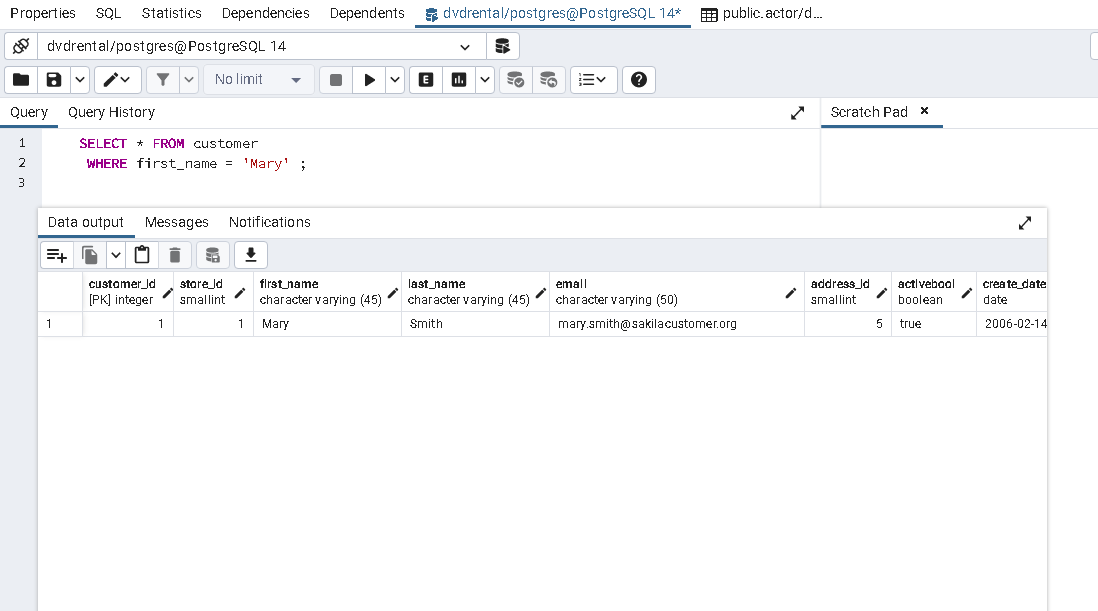 Properties SQL Statistics Dependencies Dependents dvdrental/postgres@PostgreSQL 14* public.actor/d...
dvdrental/postgres@PostgreSQL 14
No limit
E
?
Query Query History Scratch Pad
1 SELECT * FROM customer
2 WHERE first_name = 'Mary' ;
3
Data output Messages Notifications
customer_id store_id first_name last_name email address_id activebool create_date
[PK] integer smallint character varying (45) character varying (45) character varying (50) smallint boolean date
1 1 1 Mary Smith mary.smith@sakilacustomer.org 5 true 2006-02-14